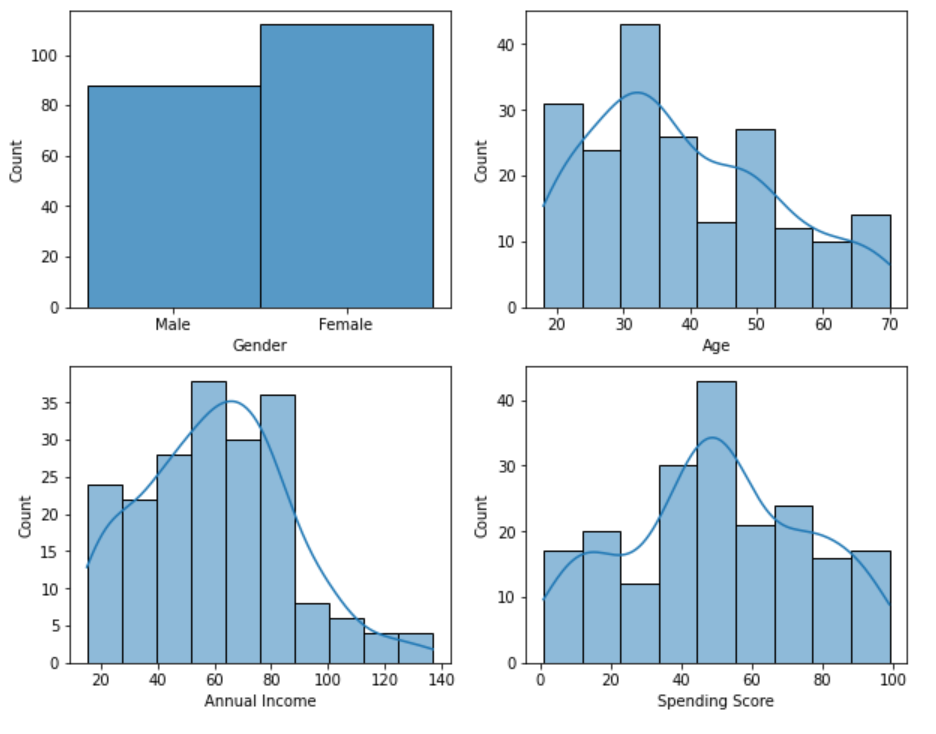 Count
100
80
60
40
20
0
Male Female
Gender
Count
40
30
20
10
0
20 30 40 50 60 70
Age
Count
35
30
25
20
15
10
5
0
20 40 60 80 100 120 140
Annual Income
Count
40
30
20
10
0
0 20 40 60 80 100
Spending Score